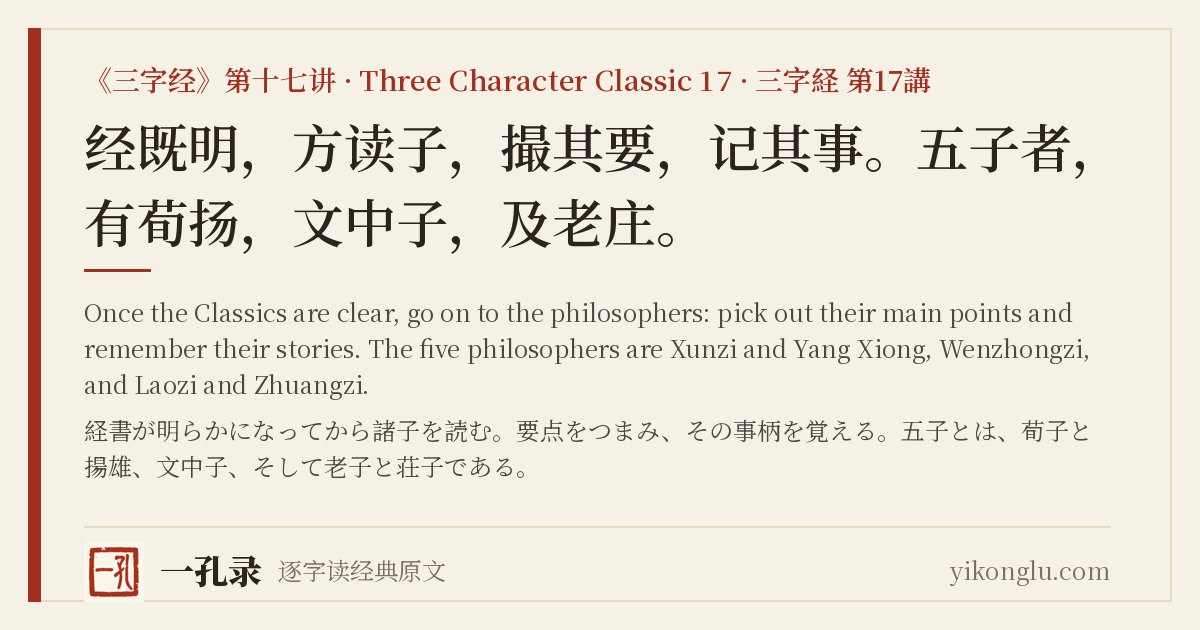 《三字经》第十七讲 · Three Character Classic 17 · 三字経 第17講
经既明，方读子，撮其要，记其事。五子者，
有荀扬，文中子，及老庄。
Once the Classics are clear, go on to the philosophers: pick out their main points and
remember their stories. The five philosophers are Xunzi and Yang Xiong, Wenzhongzi,
and Laozi and Zhuangzi.
経書が明らかになってから諸子を読む。要点をつまみ、その事柄を覚える。五子とは、荀子と
揚雄、文中子、そして老子と荘子である。
一孔 一孔录 逐字读经典原文 yikonglu.com